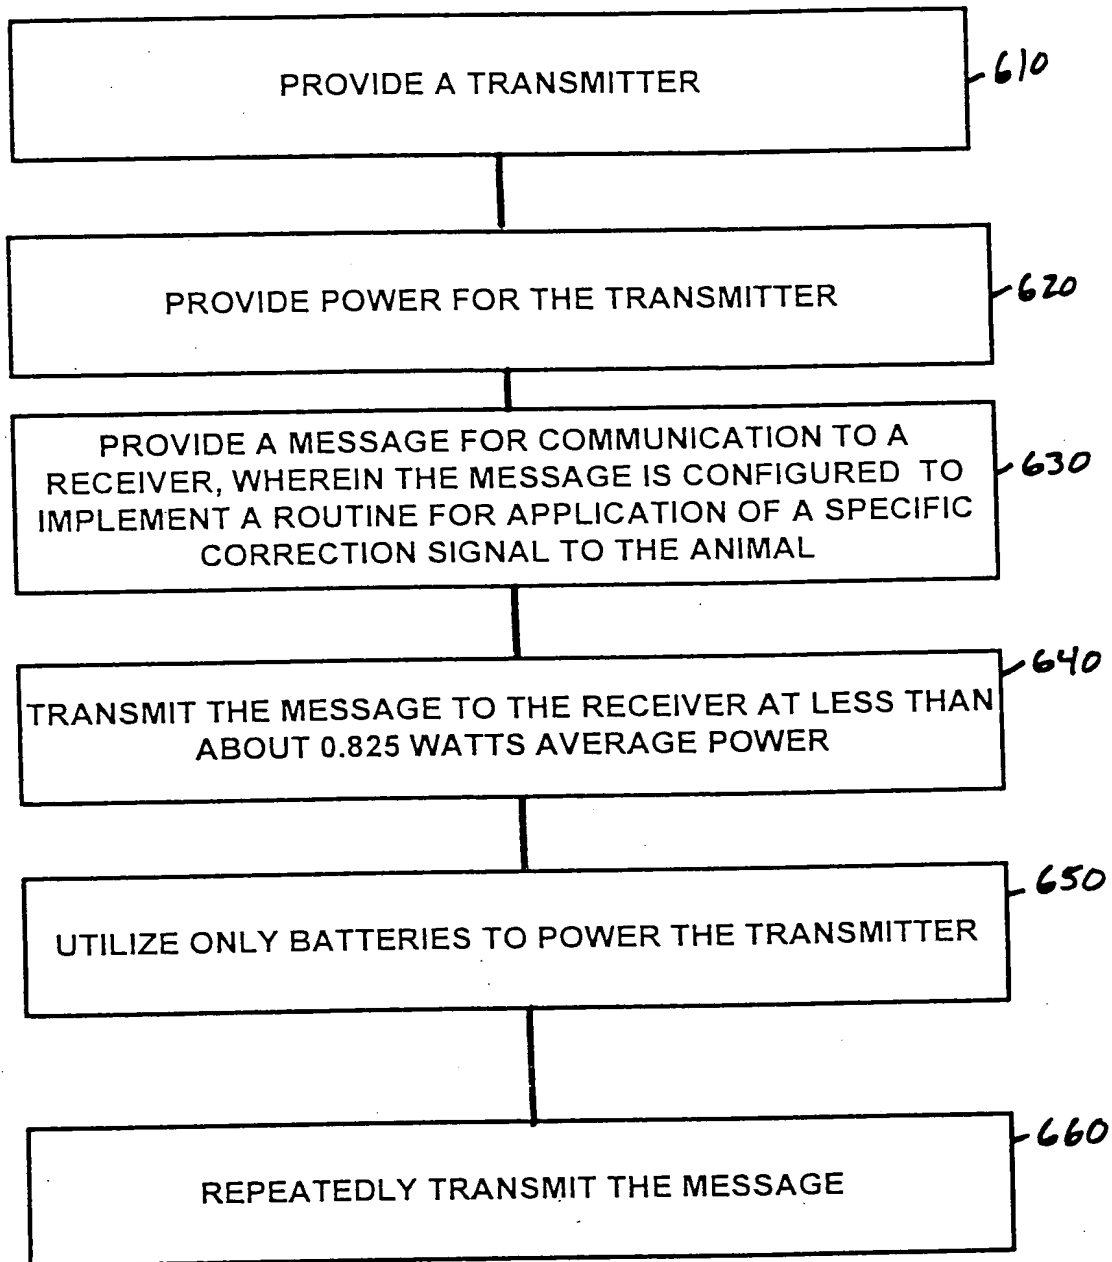 PROVIDE A TRANSMITTER
610
PROVIDE POWER FOR THE TRANSMITTER
620
PROVIDE A MESSAGE FOR COMMUNICATION TO A
RECEIVER, WHEREIN THE MESSAGE IS CONFIGURED TO
IMPLEMENT A ROUTINE FOR APPLICATION OF A SPECIFIC
CORRECTION SIGNAL TO THE ANIMAL
630
TRANSMIT THE MESSAGE TO THE RECEIVER AT LESS THAN
ABOUT 0.825 WATTS AVERAGE POWER
640
UTILIZE ONLY BATTERIES TO POWER THE TRANSMITTER
650
REPEATEDLY TRANSMIT THE MESSAGE
660